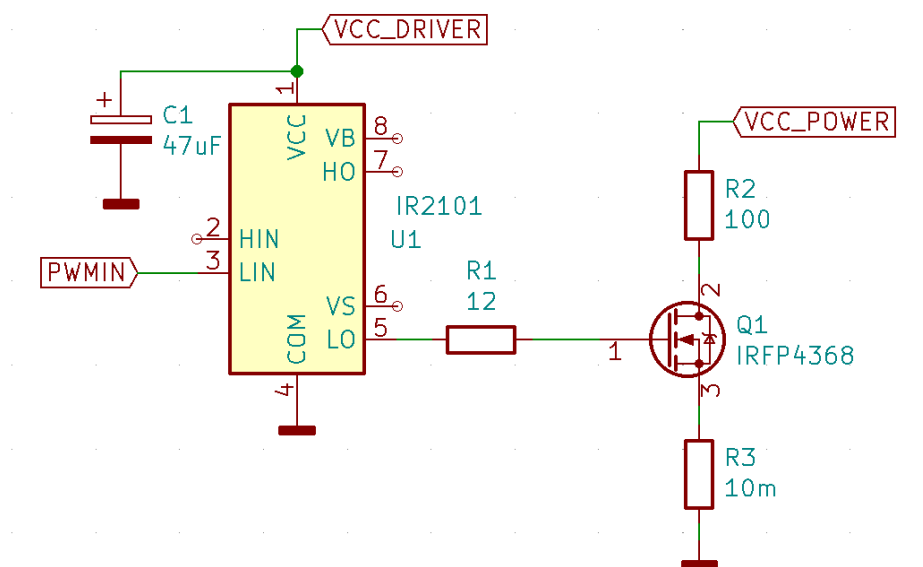 VCC_DRIVER
1
+
C1
47uF
VCC
VB
8
HO
7
VCC_POWER
R2
100
IR2101
U1
2
HIN
3
LIN
PWMIN
R1
12
VS
6
COM
LO
5
4
1
2
Q1
IRFP4368
3
R3
10m